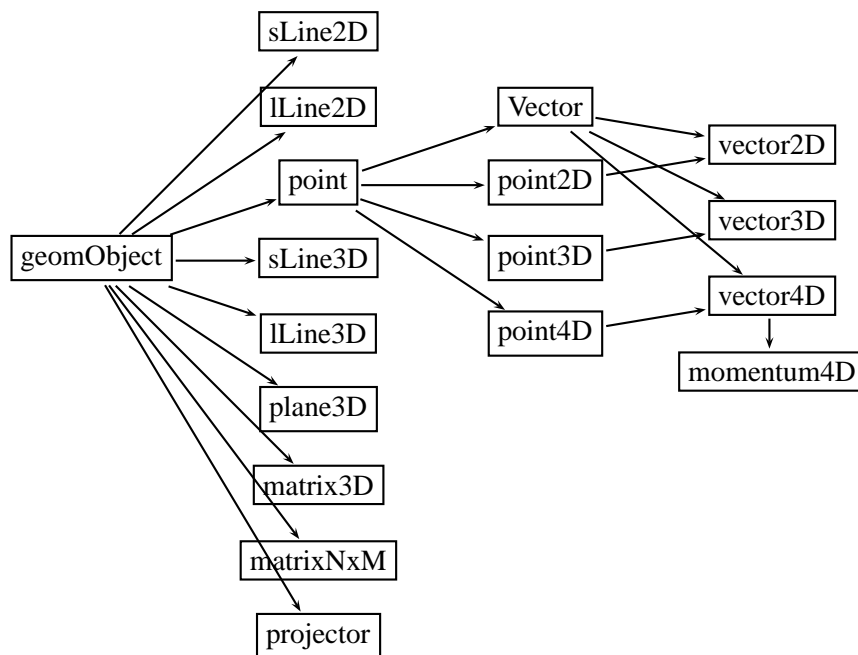 sLine2D
lLine2D
Vector
vector2D
point
point2D
vector3D
geomObject
sLine3D
point3D
vector4D
lLine3D
point4D
momentum4D
plane3D
matrix3D
matrixNxM
projector